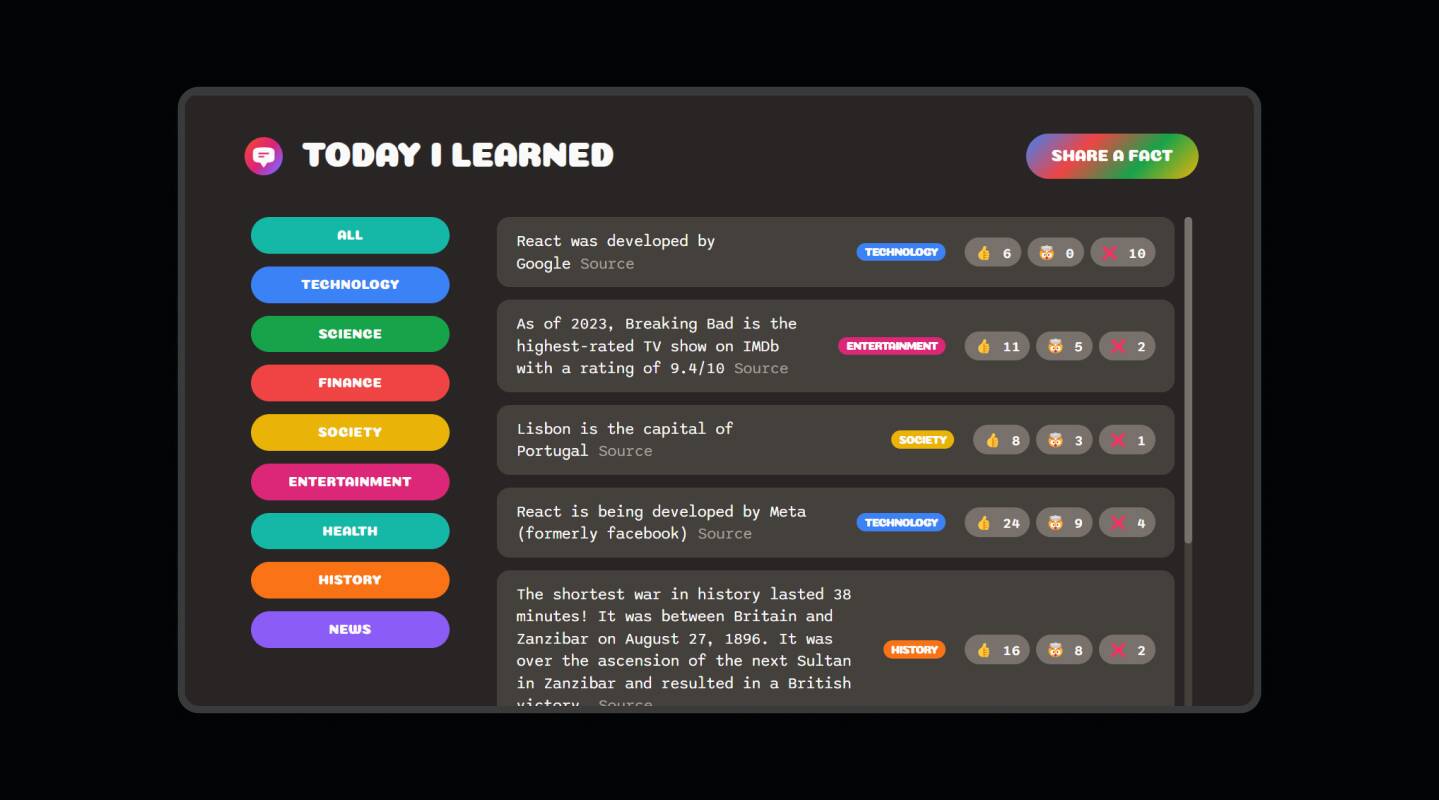 TODAY I LEARNED
SHARE A FACT
ALL
TECHNOLOGY
SCIENCE
FINANCE
SOCIETY
ENTERTAINMENT
HEALTH
HISTORY
NEWS
React was developed by
Google Source
TECHNOLOGY
👍 6 🤯 0 ❌ 10
As of 2023, Breaking Bad is the
highest-rated TV show on IMDb
with a rating of 9.4/10 Source
ENTERTAINMENT
👍 11 🤯 5 ❌ 2
Lisbon is the capital of
Portugal Source
SOCIETY
👍 8 🤯 3 ❌ 1
React is being developed by Meta
(formerly facebook) Source
TECHNOLOGY
👍 24 🤯 9 ❌ 4
The shortest war in history lasted 38
minutes! It was between Britain and
Zanzibar on August 27, 1896. It was
over the ascension of the next Sultan
in Zanzibar and resulted in a British
victory. Source
HISTORY
👍 16 🤯 8 ❌ 2